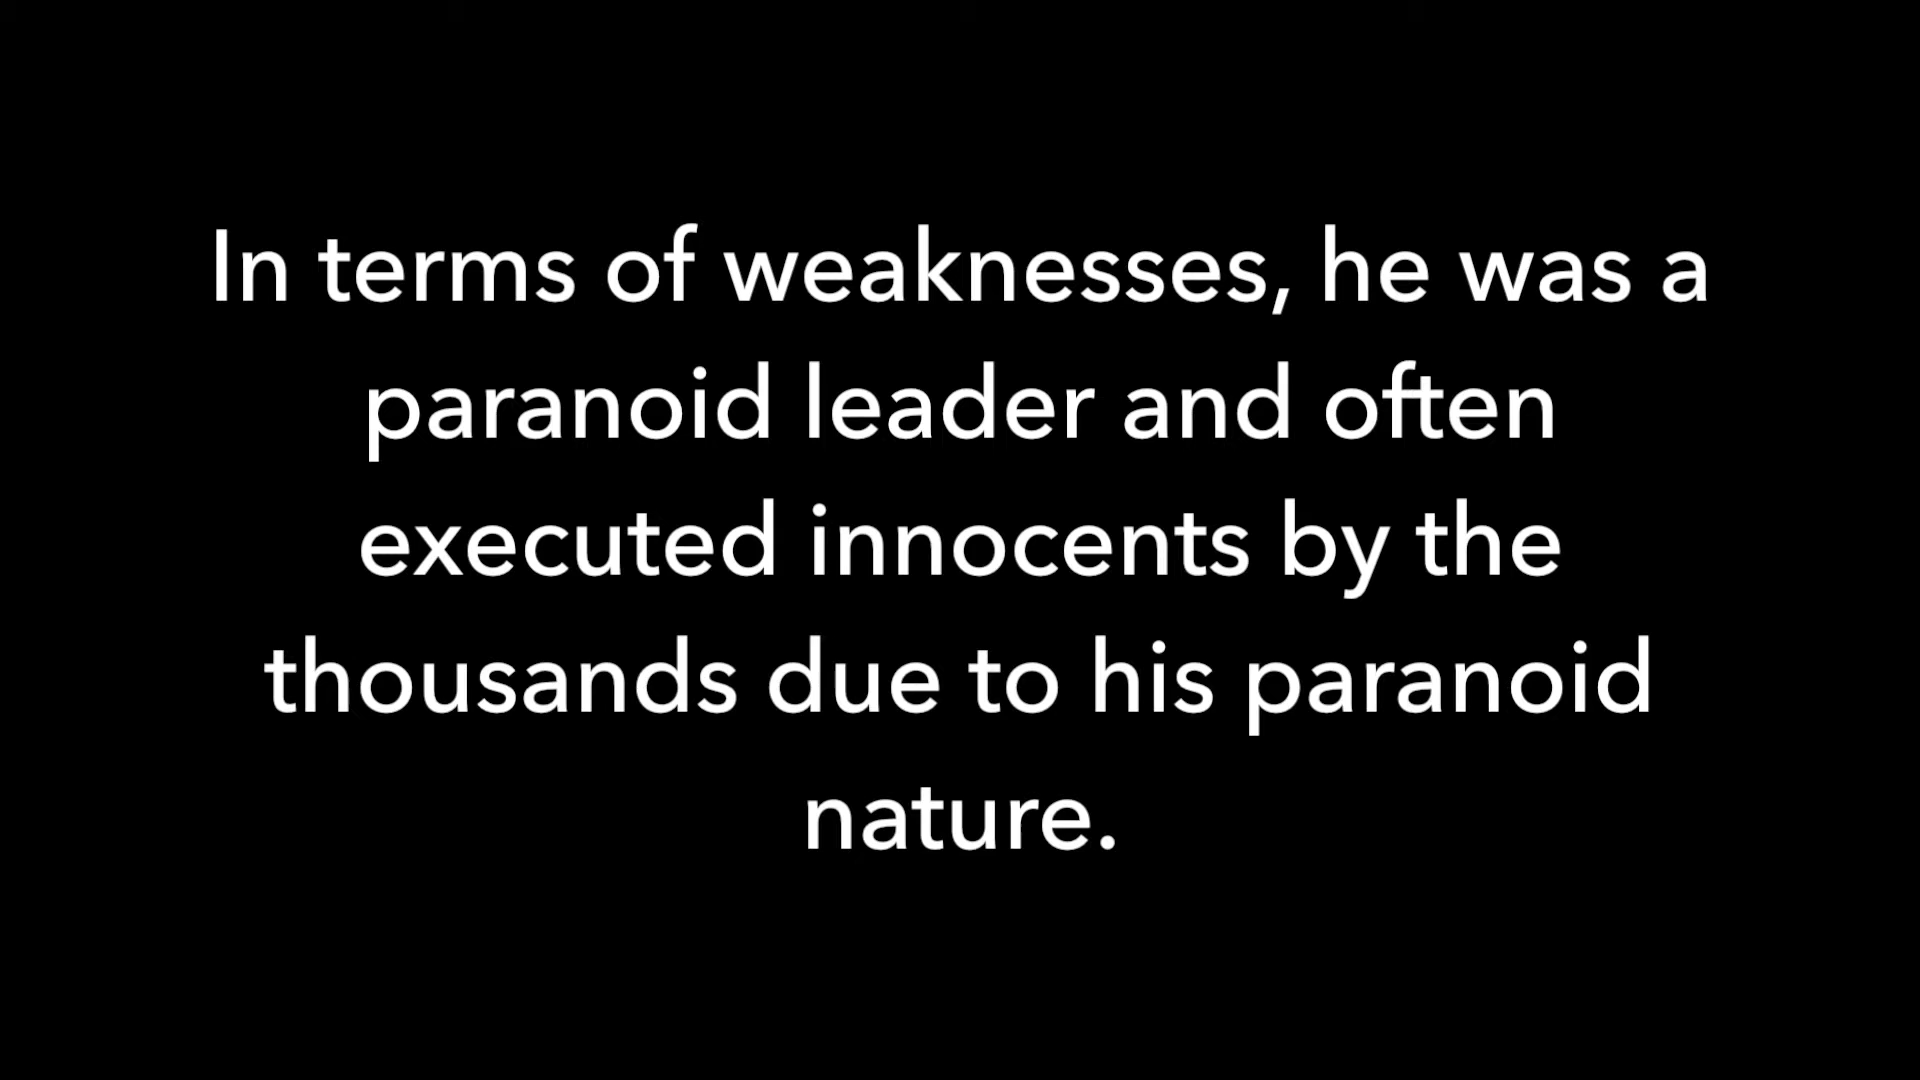 In terms of weaknesses, he was a
paranoid leader and often
executed innocents by the
thousands due to his paranoid
nature.